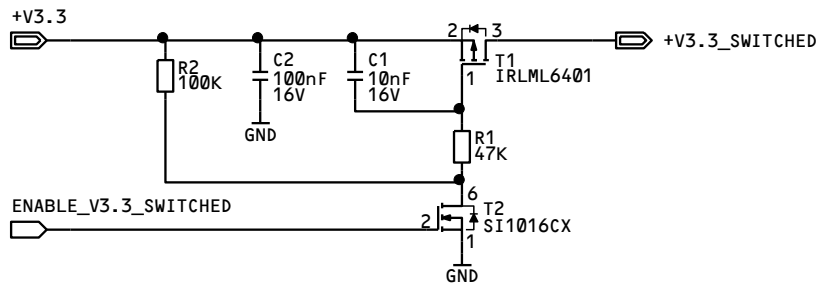 +V3.3
2
3
+V3.3_SWITCHED
R2
100K
C2
100nF
16V
C1
10nF
16V
T1
IRLML6401
1
GND
R1
47K
ENABLE_V3.3_SWITCHED
6
T2
SI1016CX
2
1
GND